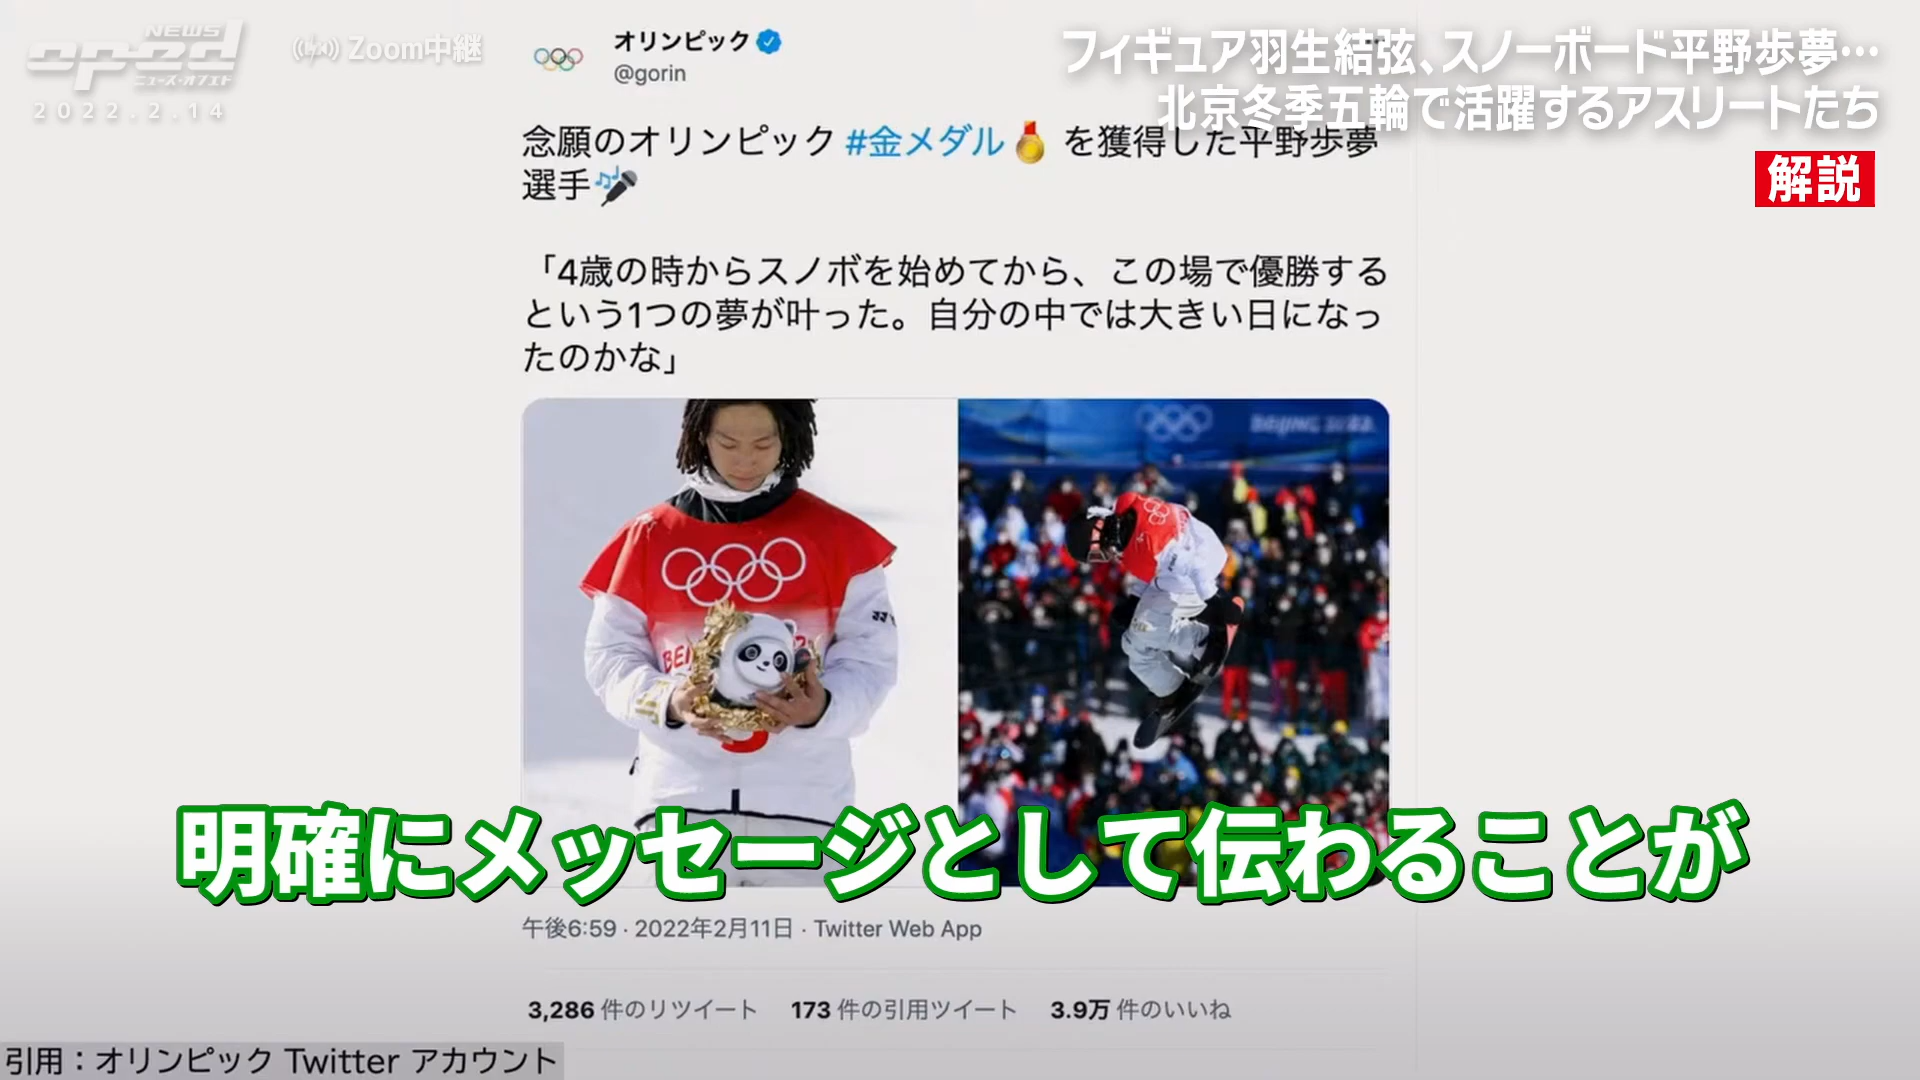 NEWS
op-ed
ニュース・オプエド
2022.2.14
(LIVE) Zoom中継
フィギュア羽生結弦、スノーボード平野歩夢…
北京冬季五輪で活躍するアスリートたち
解説
オリンピック
@gorin
念願のオリンピック #金メダル🏅 を獲得した平野歩夢
選手🎤
「4歳の時からスノボを始めてから、この場で優勝する
という1つの夢が叶った。自分の中では大きい日になっ
たのかな」
BEIJING 2022
BEI
明確にメッセージとして伝わることが
午後6:59 · 2022年2月11日 · Twitter Web App
3,286 件のリツイート 173 件の引用ツイート 3.9万 件のいいね
引用：オリンピック Twitter アカウント